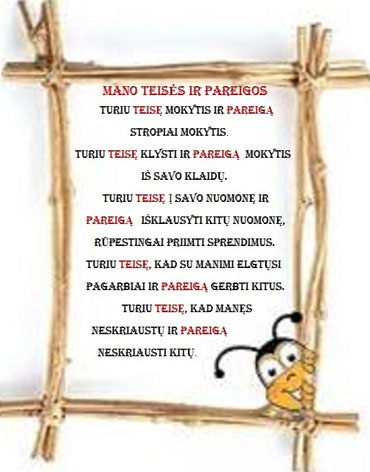 MANO TEISĖS IR PAREIGOS
TURIU TEISĘ MOKYTIS IR PAREIGĄ
STROPIAI MOKYTIS.
TURIU TEISĘ KLYSTI IR PAREIGĄ MOKYTIS
IŠ SAVO KLAIDŲ.
TURIU TEISĘ Į SAVO NUOMONĘ IR
PAREIGĄ IŠKLAUSYTI KITŲ NUOMONĘ,
RŪPESTINGAI PRIIMTI SPRENDIMUS.
TURIU TEISĘ, KAD SU MANIMI ELGTŲSI
PAGARBIAI IR PAREIGĄ GERBTI KITUS.
TURIU TEISĘ, KAD MANĘS
NESKRIAUSTŲ IR PAREIGĄ
NESKRIAUSTI KITŲ.